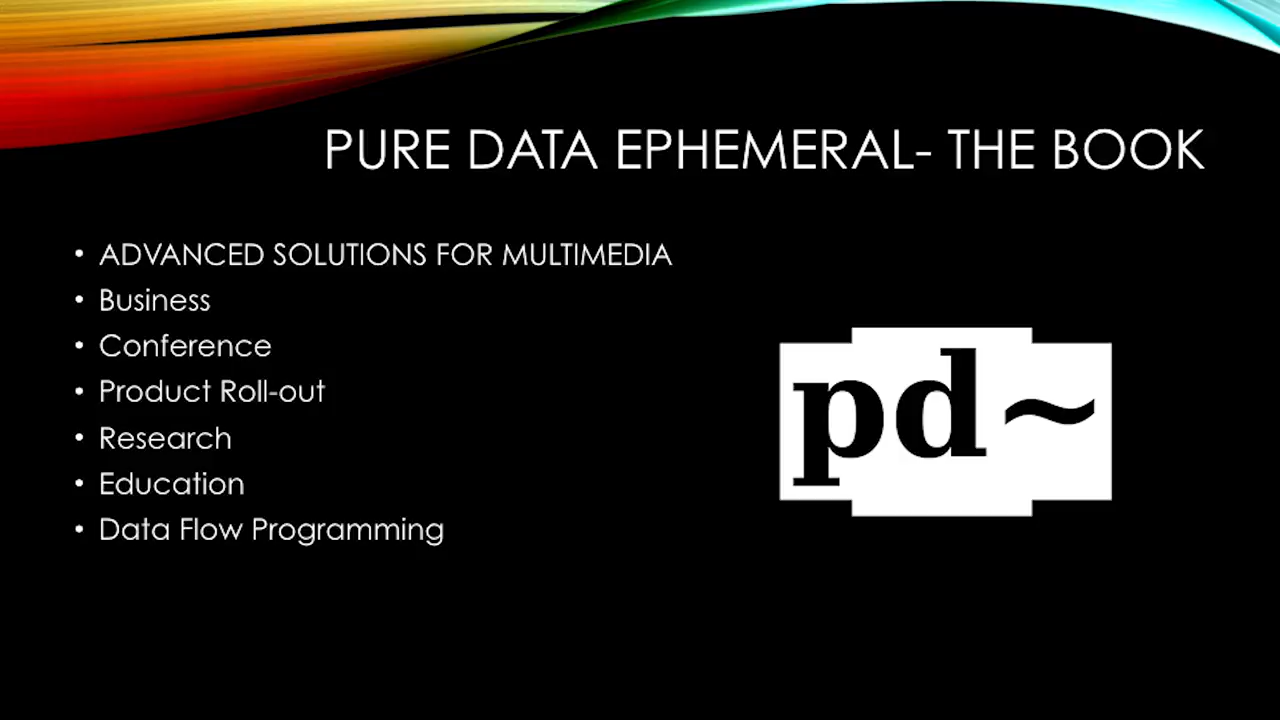 PURE DATA EPHEMERAL- THE BOOK
• ADVANCED SOLUTIONS FOR MULTIMEDIA
• Business
• Conference
• Product Roll-out
• Research
• Education
• Data Flow Programming
pd~